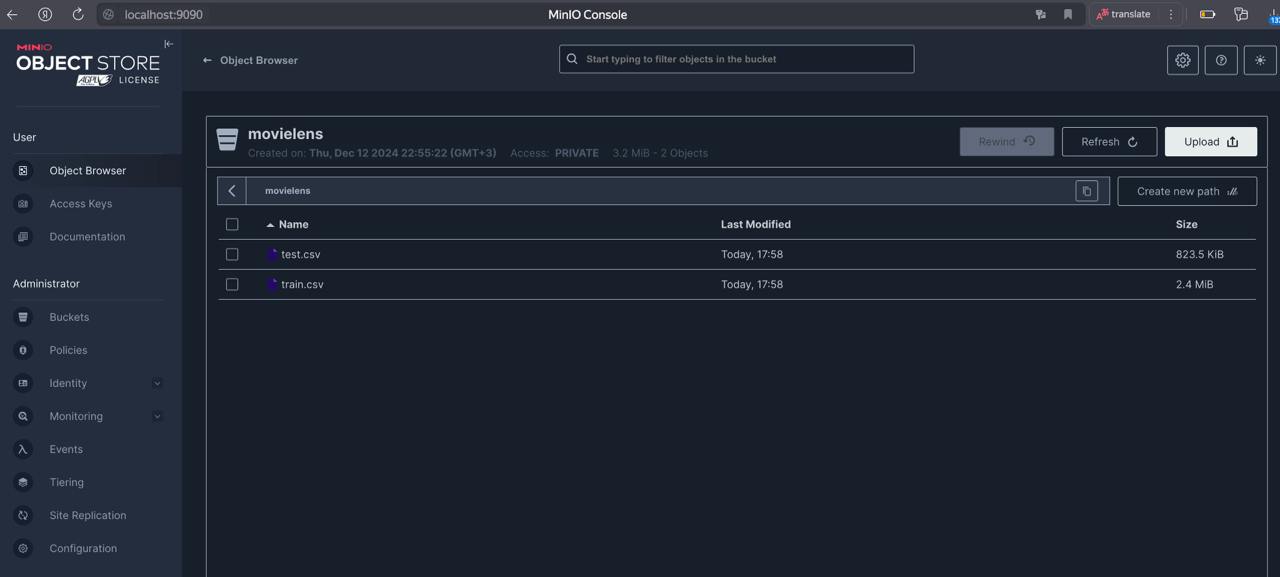 localhost:9090
MinIO Console
translate
MINIO
OBJECT STORE
AGPLv3 LICENSE
Object Browser
Start typing to filter objects in the bucket
User
Object Browser
Access Keys
Documentation
Administrator
Buckets
Policies
Identity
Monitoring
Events
Tiering
Site Replication
Configuration
movielens
Created on: Thu, Dec 12 2024 22:55:22 (GMT+3) Access: PRIVATE 3.2 MiB - 2 Objects
Rewind
Refresh
Upload
movielens
Create new path
Name Last Modified Size
test.csv Today, 17:58 823.5 KiB
train.csv Today, 17:58 2.4 MiB